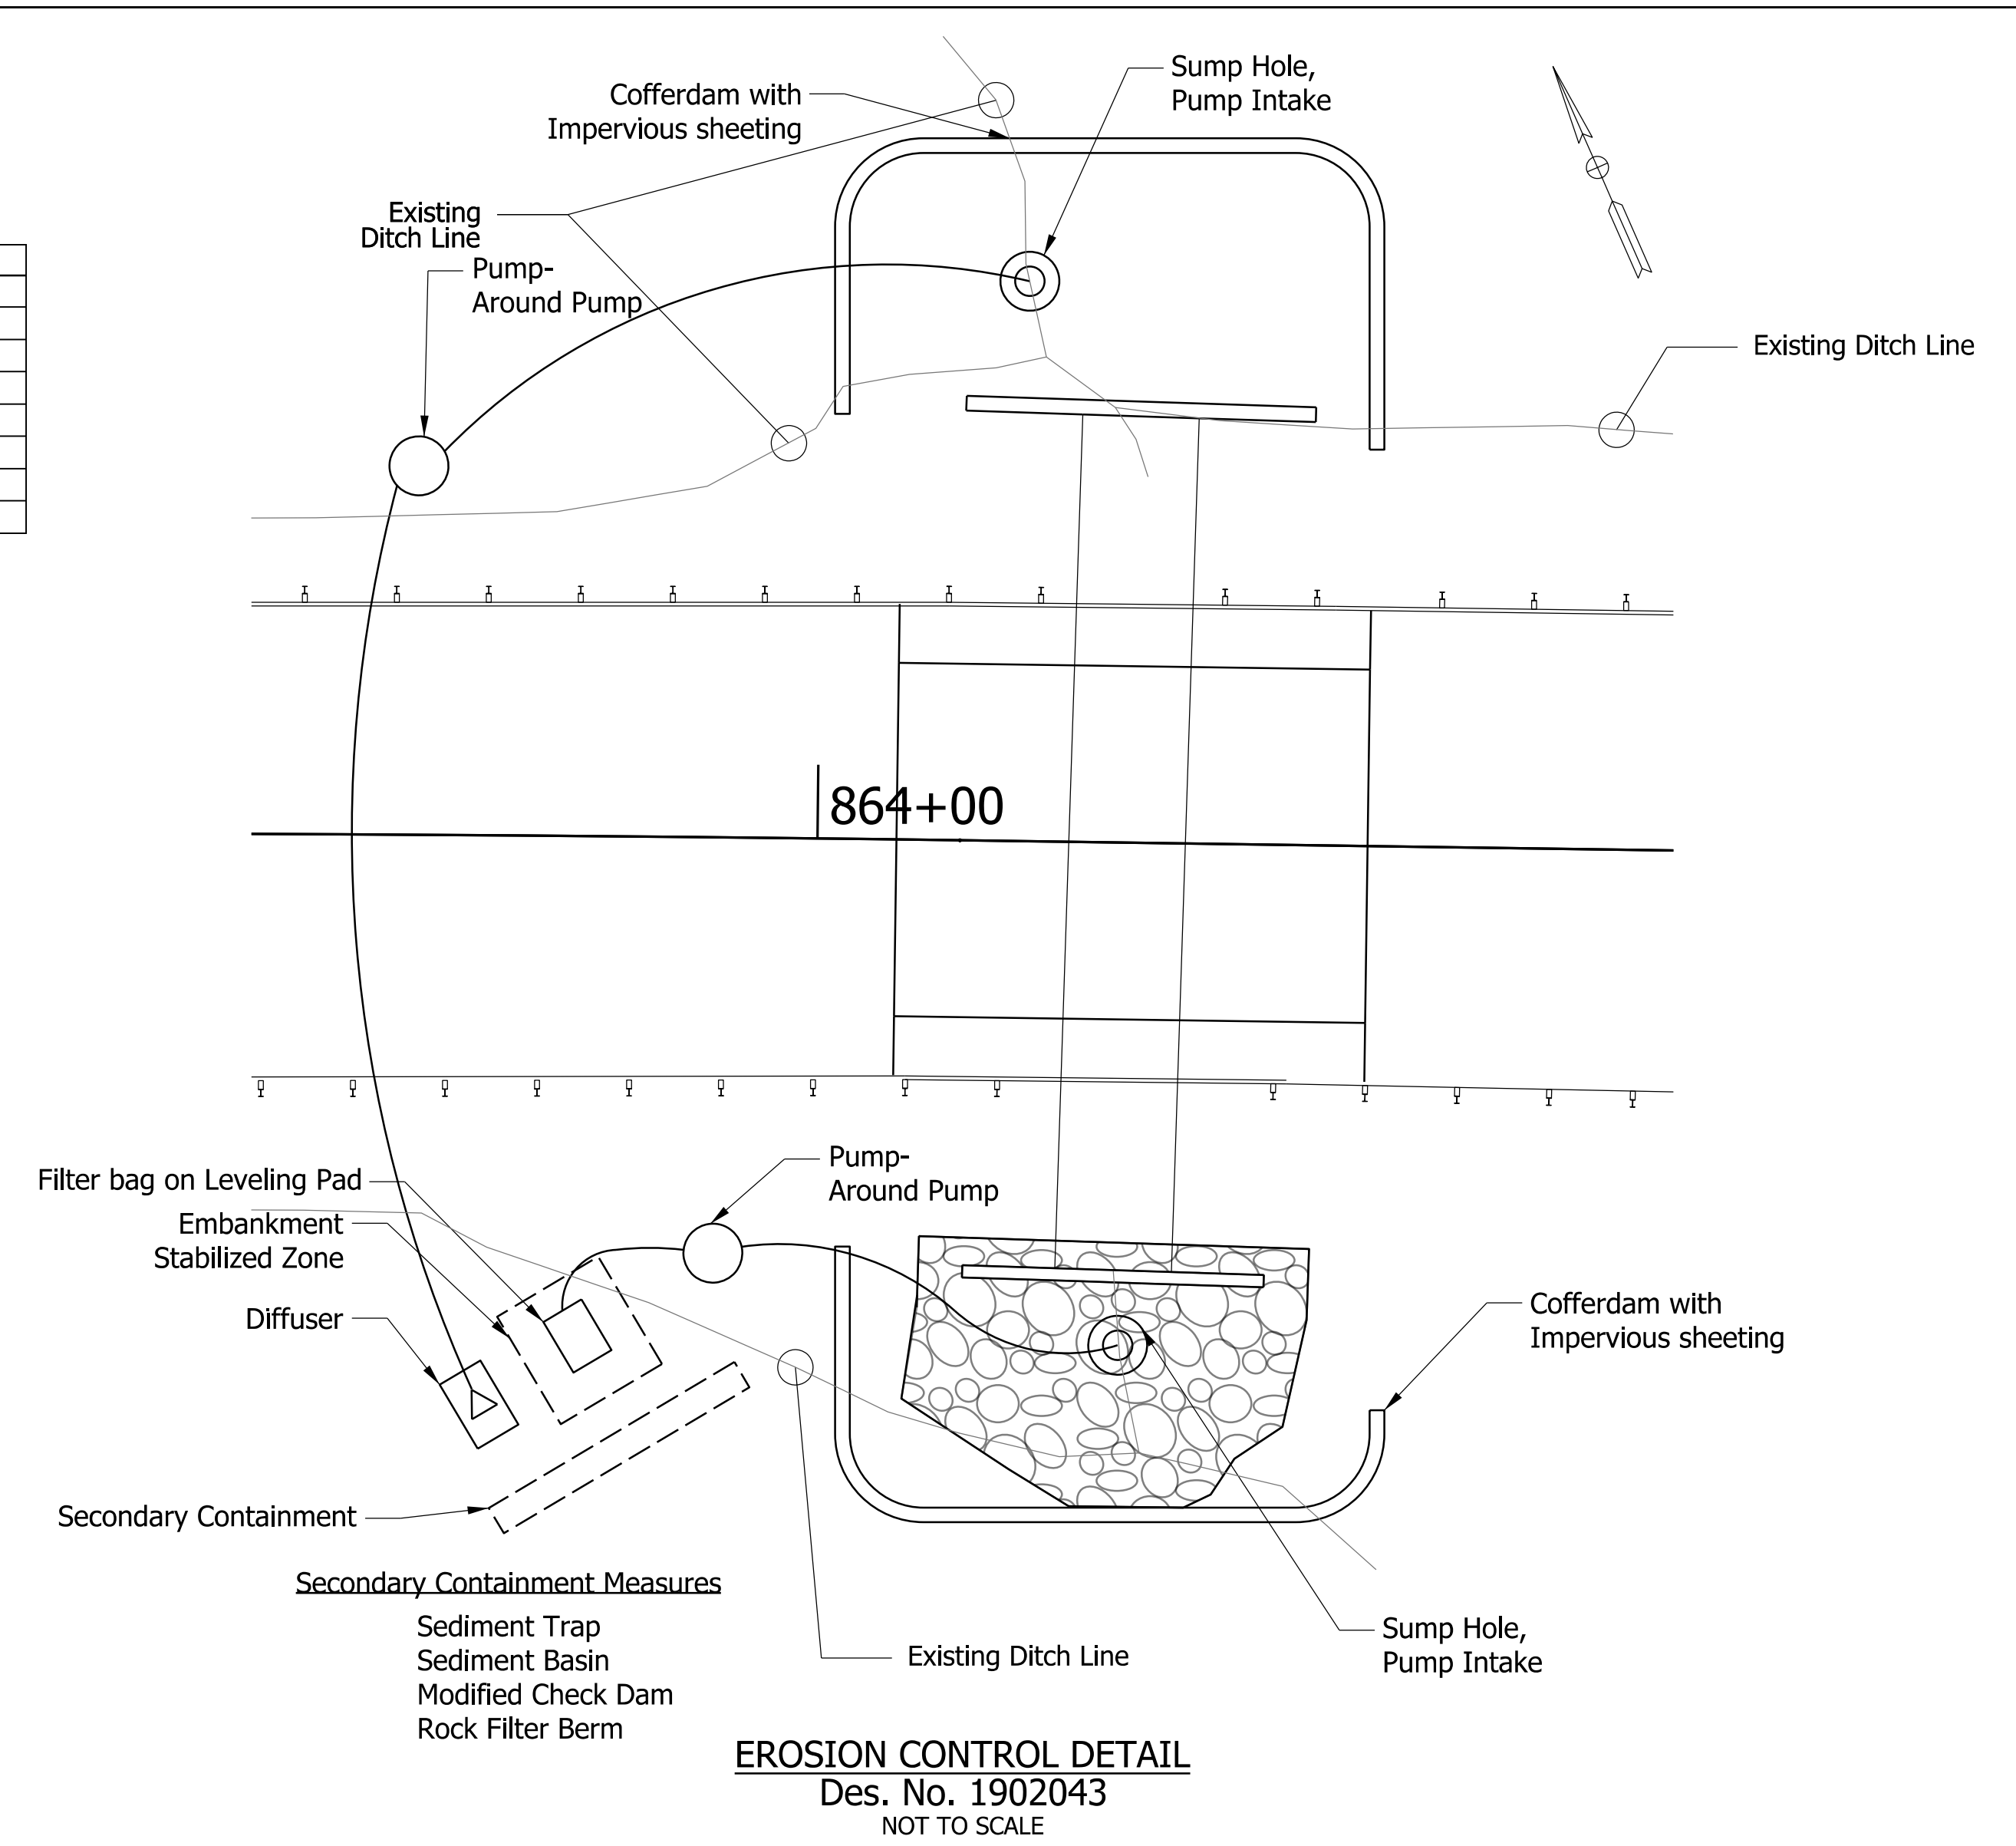 Sump Hole,
Pump Intake
Cofferdam with
Impervious sheeting
Existing
Ditch Line
Pump-
Around Pump
Existing Ditch Line
864+00
Pump-
Around Pump
Filter bag on Leveling Pad
Embankment
Stabilized Zone
Diffuser
Cofferdam with
Impervious sheeting
Secondary Containment
Secondary Containment Measures
Sediment Trap
Sediment Basin
Modified Check Dam
Rock Filter Berm
Existing Ditch Line
Sump Hole,
Pump Intake
EROSION CONTROL DETAIL
Des. No. 1902043
NOT TO SCALE